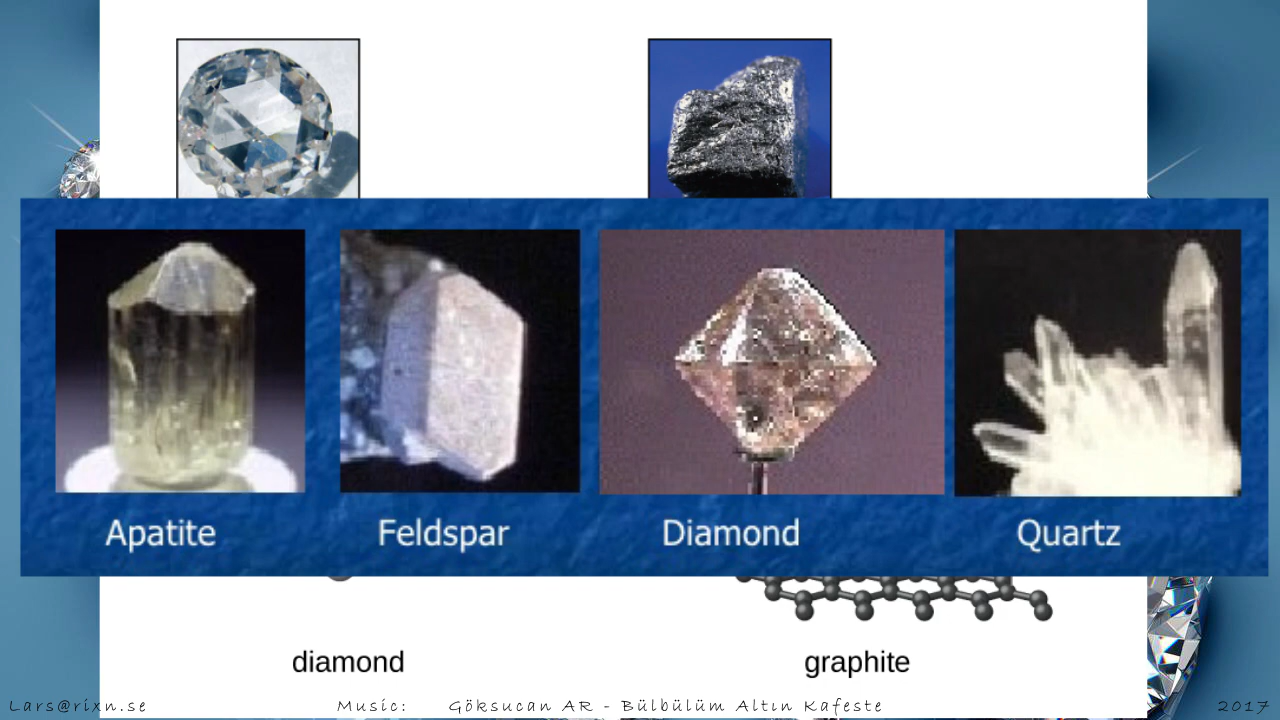 Apatite Feldspar Diamond Quartz
diamond graphite
Lars@rixn.se Music: Göksucan AR - Bülbülüm Altın Kafeste 2017